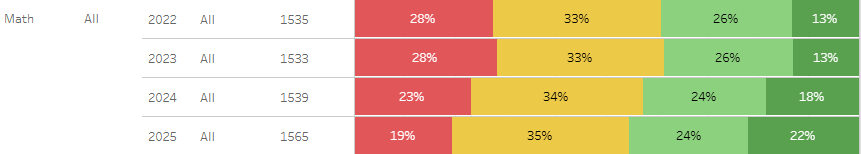 Math All 2022 All 1535 28% 33% 26% 13%
2023 All 1533 28% 33% 26% 13%
2024 All 1539 23% 34% 24% 18%
2025 All 1565 19% 35% 24% 22%